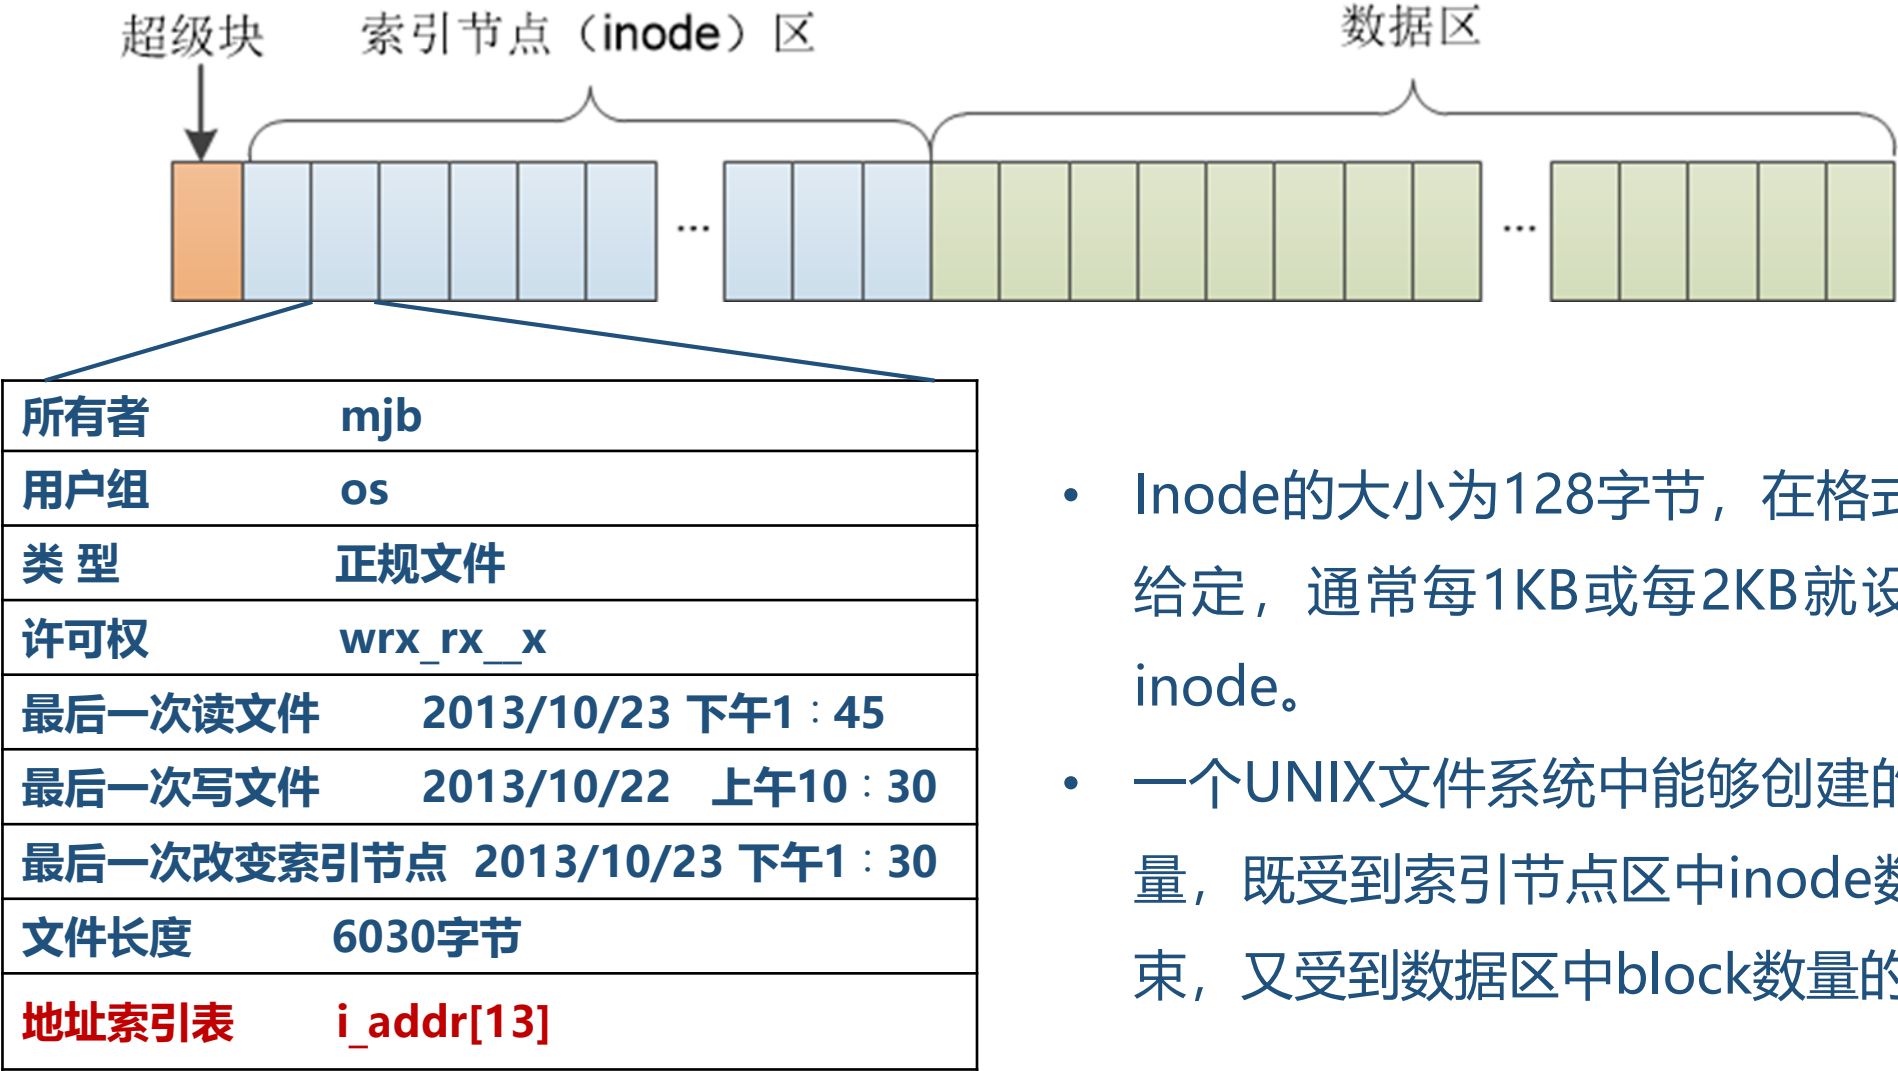 超级块
索引节点（inode）区
数据区
...
...
所有者 mjb
用户组 os
类 型 正规文件
许可权 wrx_rx__x
最后一次读文件 2013/10/23 下午1：45
最后一次写文件 2013/10/22 上午10：30
最后一次改变索引节点 2013/10/23 下午1：30
文件长度 6030字节
地址索引表 i_addr[13]
• Inode的大小为128字节，在格
给定，通常每1KB或每2KB就
inode。
• 一个UNIX文件系统中能够创建
量，既受到索引节点区中inode
束，又受到数据区中block数量